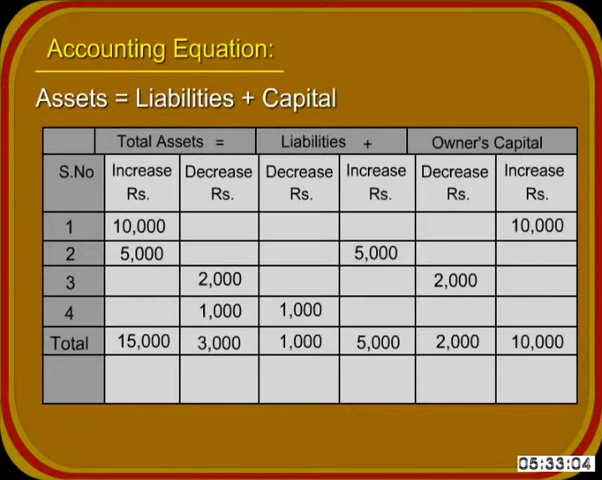 Accounting Equation:
Assets = Liabilities + Capital
Total Assets = Liabilities + Owner's Capital
S.No Increase Rs. Decrease Rs. Decrease Rs. Increase Rs. Decrease Rs. Increase Rs.
1 10,000 10,000
2 5,000 5,000
3 2,000 2,000
4 1,000 1,000
Total 15,000 3,000 1,000 5,000 2,000 10,000
05:33:04